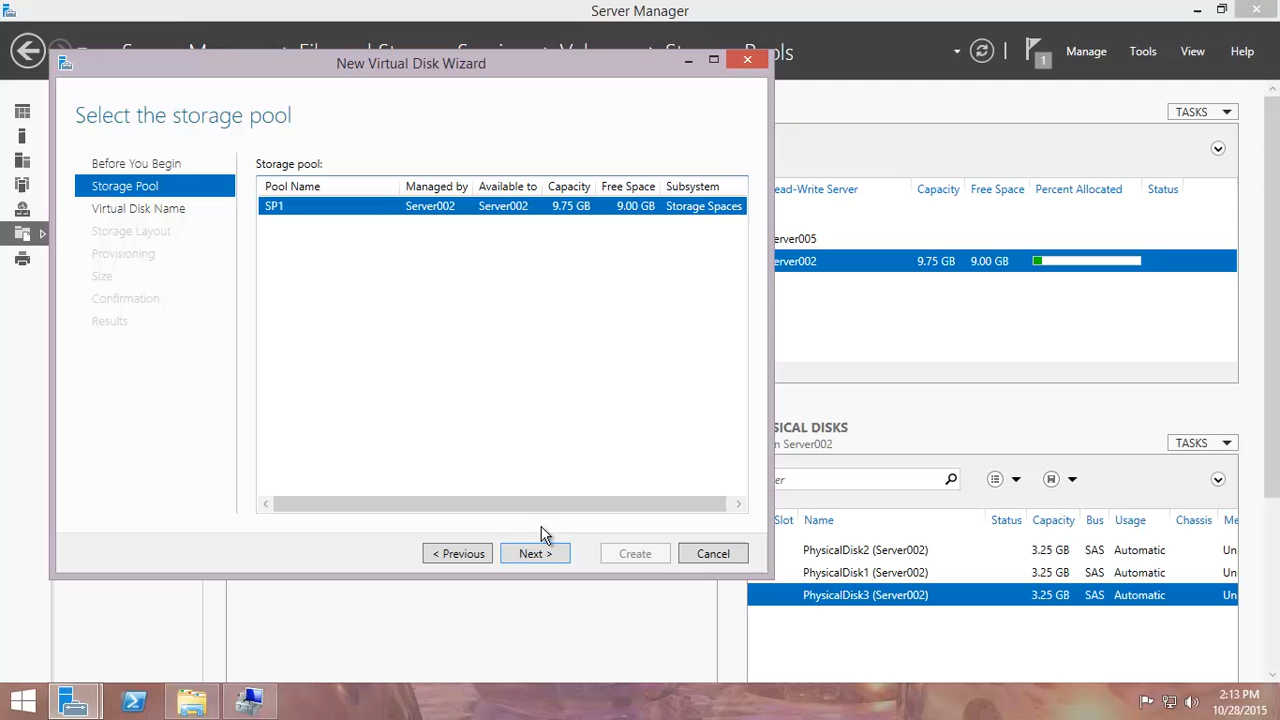 Server Manager
Pools
1
Manage
Tools
View
Help
New Virtual Disk Wizard
Select the storage pool
Before You Begin
Storage Pool
Virtual Disk Name
Storage Layout
Provisioning
Size
Confirmation
Results
Storage pool:
Pool Name Managed by Available to Capacity Free Space Subsystem
SP1 Server002 Server002 9.75 GB 9.00 GB Storage Spaces
< Previous
Next >
Create
Cancel
TASKS
ead-Write Server Capacity Free Space Percent Allocated Status
erver005
erver002 9.75 GB 9.00 GB
SICAL DISKS
n Server002
TASKS
er
Slot Name Status Capacity Bus Usage Chassis Me
PhysicalDisk2 (Server002) 3.25 GB SAS Automatic Un
PhysicalDisk1 (Server002) 3.25 GB SAS Automatic Un
PhysicalDisk3 (Server002) 3.25 GB SAS Automatic Un
2:13 PM
10/28/2015